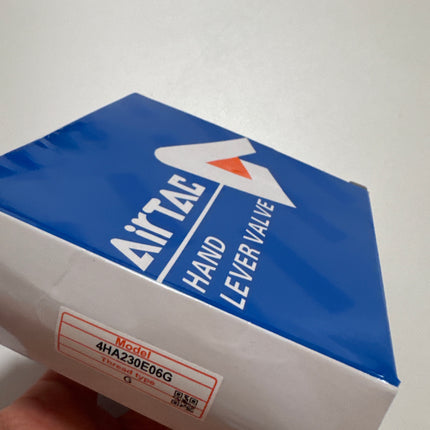 AirTAC
HAND
LEVER VALVE
Model
4HA230E06G
Thread type
G